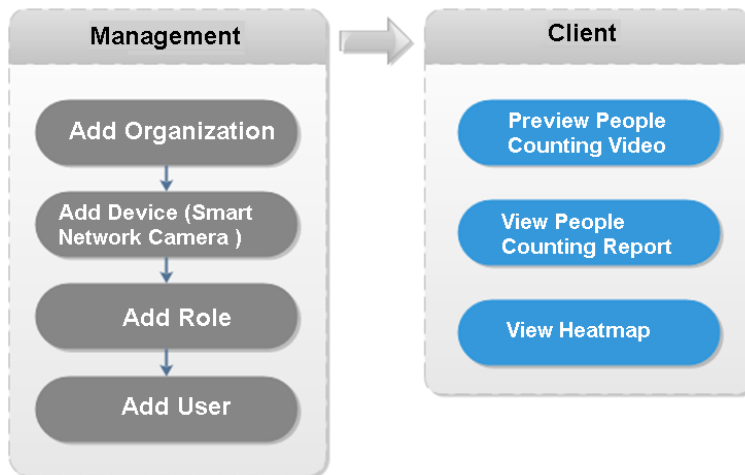 Management
Add Organization
Add Device (Smart
Network Camera )
Add Role
Add User
Client
Preview People
Counting Video
View People
Counting Report
View Heatmap